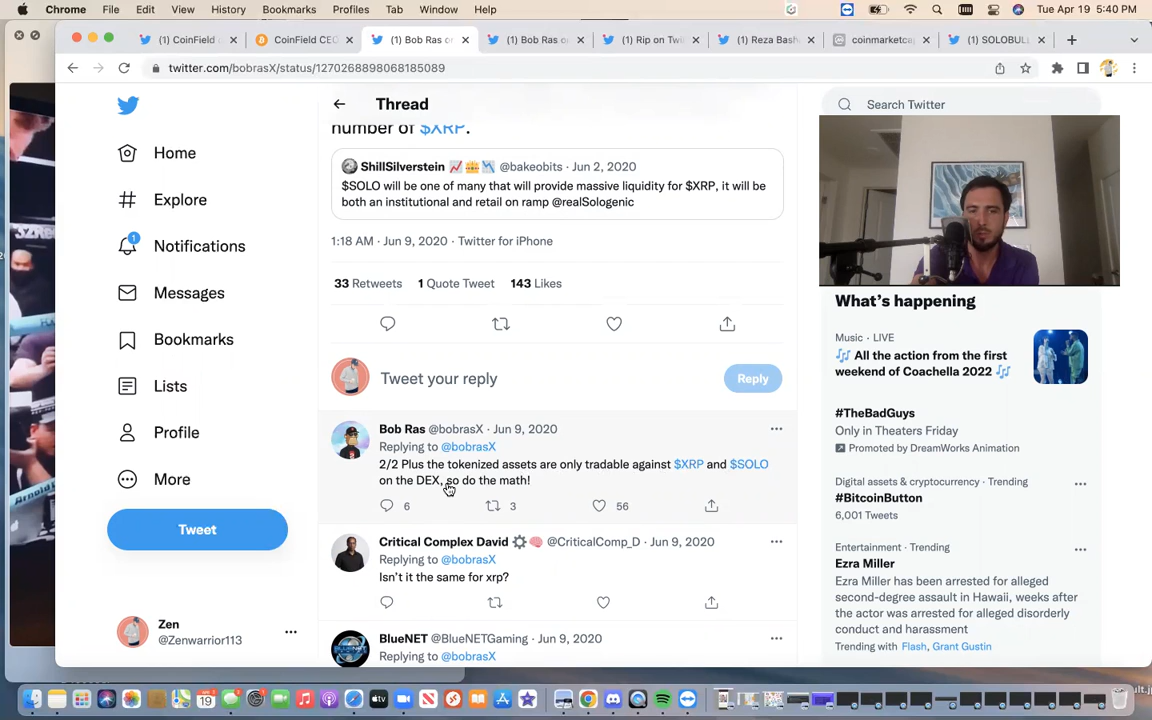 Chrome File Edit View History Bookmarks Profiles Tab Window Help Tue Apr 19 5:40 PM
(1) CoinField CoinField CEO (1) Bob Ras or (1) Bob Ras or (1) Rip on Twi (1) Reza Bash coinmarketca (1) SOLOBUL
twitter.com/bobrasX/status/1270268898068185089
Home
Explore
1
Notifications
Messages
Bookmarks
Lists
Profile
More
Tweet
Zen
@Zenwarrior113
Thread
number of $XRP.
ShillSilverstein 📈👑📉 @bakeobits · Jun 2, 2020
$SOLO will be one of many that will provide massive liquidity for $XRP, it will be
both an institutional and retail on ramp @realSologenic
1:18 AM · Jun 9, 2020 · Twitter for iPhone
33 Retweets 1 Quote Tweet 143 Likes
Tweet your reply
Reply
Bob Ras @bobrasX · Jun 9, 2020
Replying to @bobrasX
2/2 Plus the tokenized assets are only tradable against $XRP and $SOLO
on the DEX, so do the math!
6 3 56
Critical Complex David ⚙️🧠 @CriticalComp_D · Jun 9, 2020
Replying to @bobrasX
Isn't it the same for xrp?
BlueNET @BlueNETGaming · Jun 9, 2020
Replying to @bobrasX
Search Twitter
What's happening
Music · LIVE
🎶 All the action from the first
weekend of Coachella 2022 🎶
#TheBadGuys
Only in Theaters Friday
Promoted by DreamWorks Animation
Digital assets & cryptocurrency · Trending
#BitcoinButton
6,001 Tweets
Entertainment · Trending
Ezra Miller
Ezra Miller has been arrested for alleged
second-degree assault in Hawaii, weeks after
the actor was arrested for alleged disorderly
conduct and harrassment
Trending with Flash, Grant Gustin